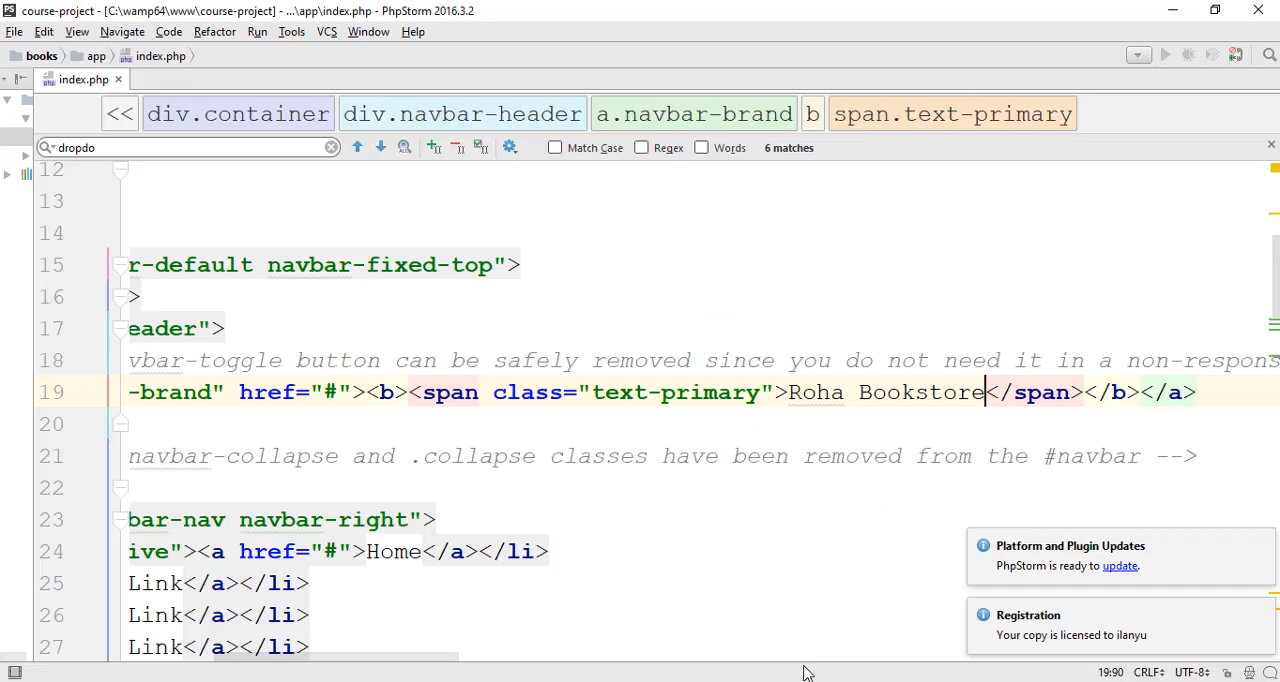 PS course-project - [C:\wamp64\www\course-project] - ...\app\index.php - PhpStorm 2016.3.2
File Edit View Navigate Code Refactor Run Tools VCS Window Help
books app index.php
index.php
<< div.container div.navbar-header a.navbar-brand b span.text-primary
dropdo Match Case Regex Words 6 matches
12
13
14
15 r-default navbar-fixed-top">
16 >
17 eader">
18 vbar-toggle button can be safely removed since you do not need it in a non-respons
19 -brand" href="#"><b><span class="text-primary">Roha Bookstore</span></b></a>
20
21 navbar-collapse and .collapse classes have been removed from the #navbar -->
22
23 bar-nav navbar-right">
24 ive"><a href="#">Home</a></li>
25 Link</a></li>
26 Link</a></li>
27 Link</a></li>
Platform and Plugin Updates
PhpStorm is ready to update.
Registration
Your copy is licensed to ilanyu
19:90 CRLF UTF-8